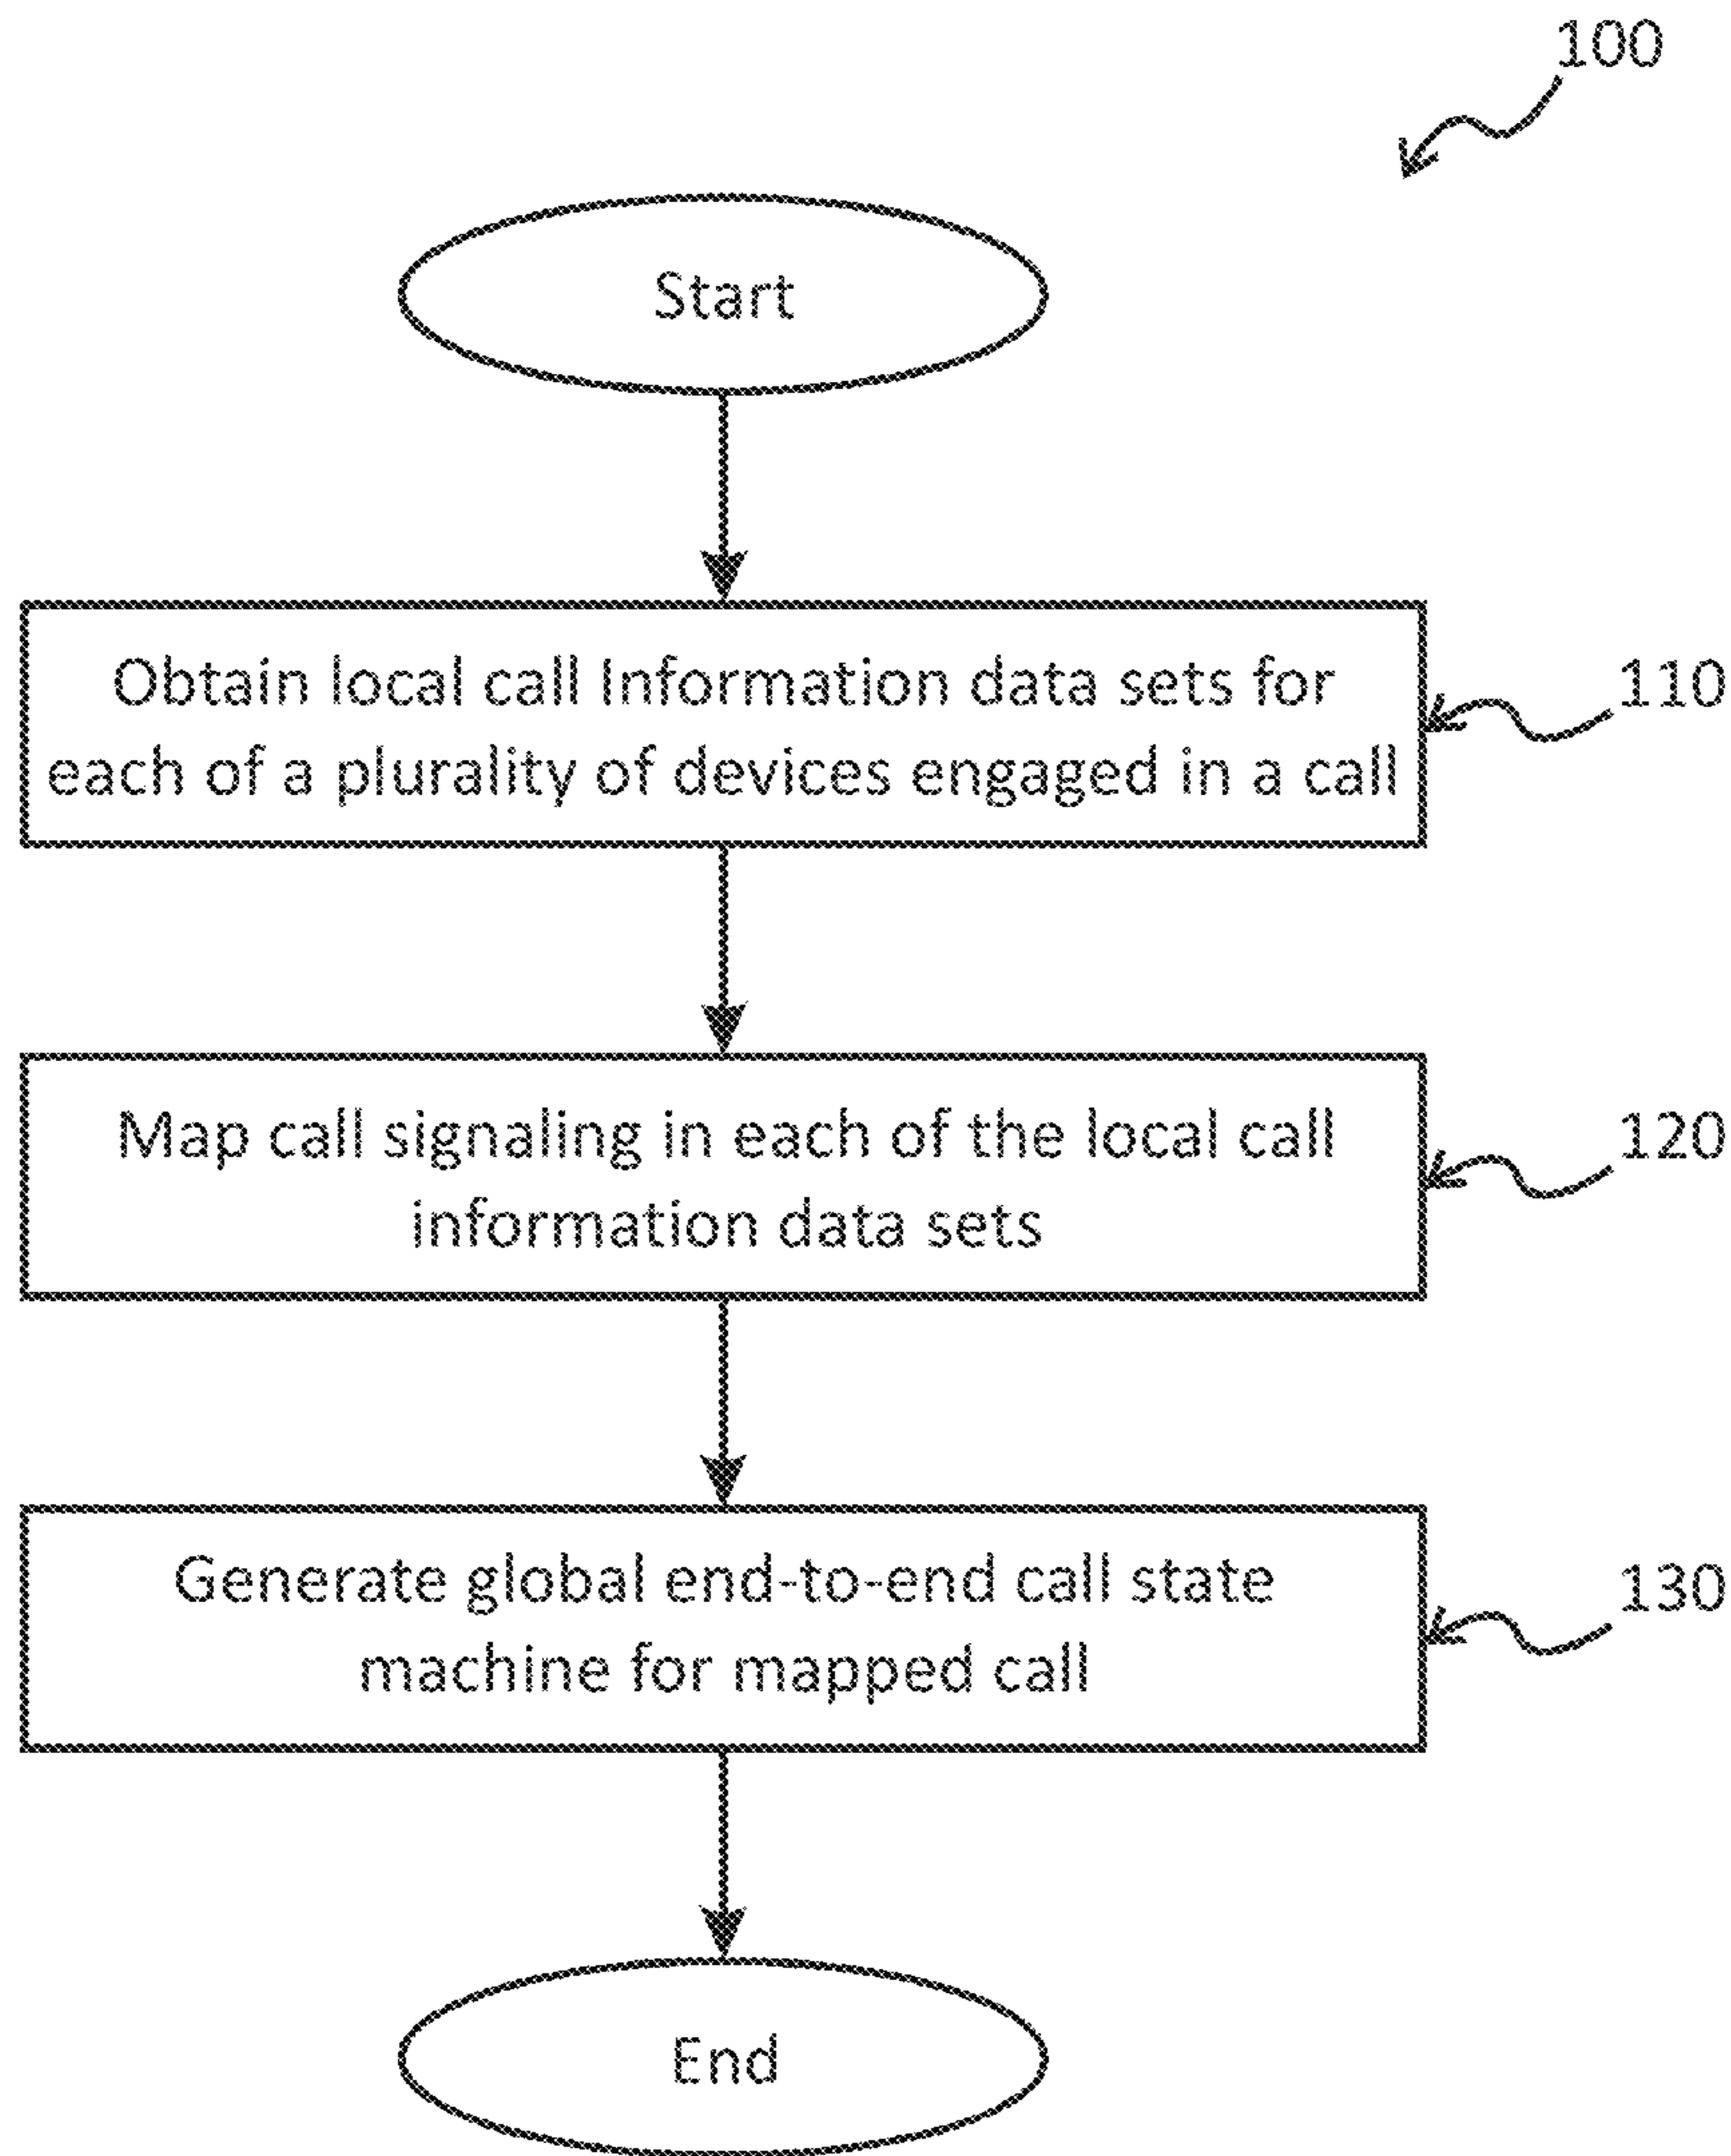 100
Start
Obtain local call Information data sets for
each of a plurality of devices engaged in a call
110
Map call signaling in each of the local call
information data sets
120
Generate global end-to-end call state
machine for mapped call
130
End